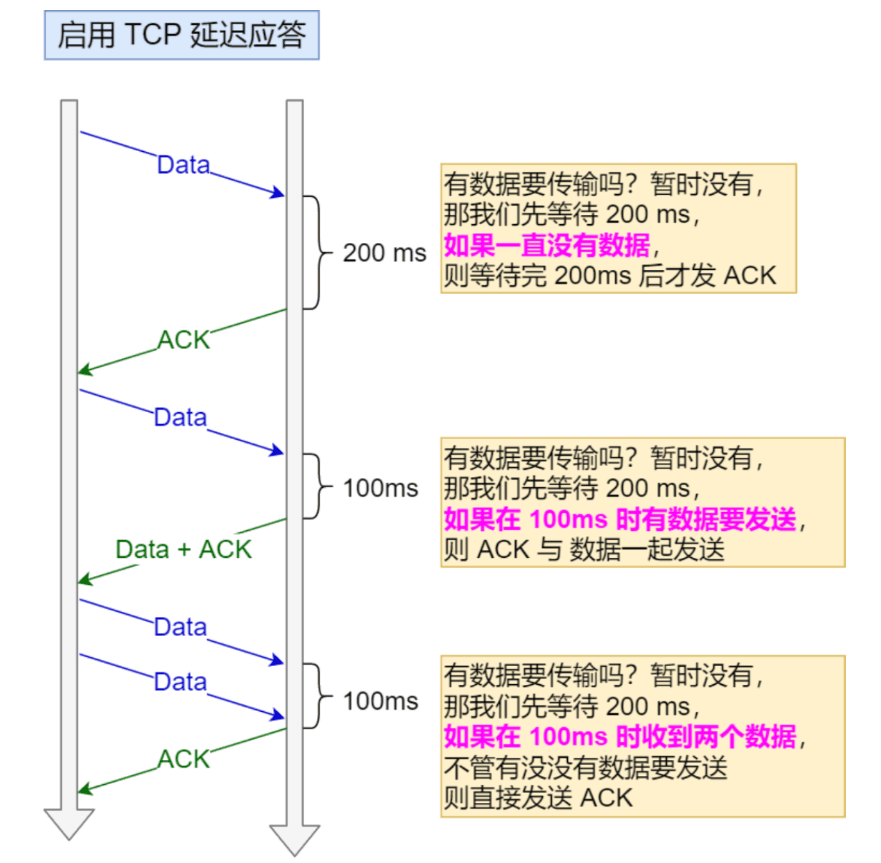 启用 TCP 延迟应答
Data
200 ms
有数据要传输吗？暂时没有，
那我们先等待 200 ms，
如果一直没有数据，
则等待完 200ms 后才发 ACK
ACK
Data
100ms
有数据要传输吗？暂时没有，
那我们先等待 200 ms，
如果在 100ms 时有数据要发送，
则 ACK 与 数据一起发送
Data + ACK
Data
Data
100ms
有数据要传输吗？暂时没有，
那我们先等待 200 ms，
如果在 100ms 时收到两个数据，
不管有没没有数据要发送
则直接发送 ACK
ACK